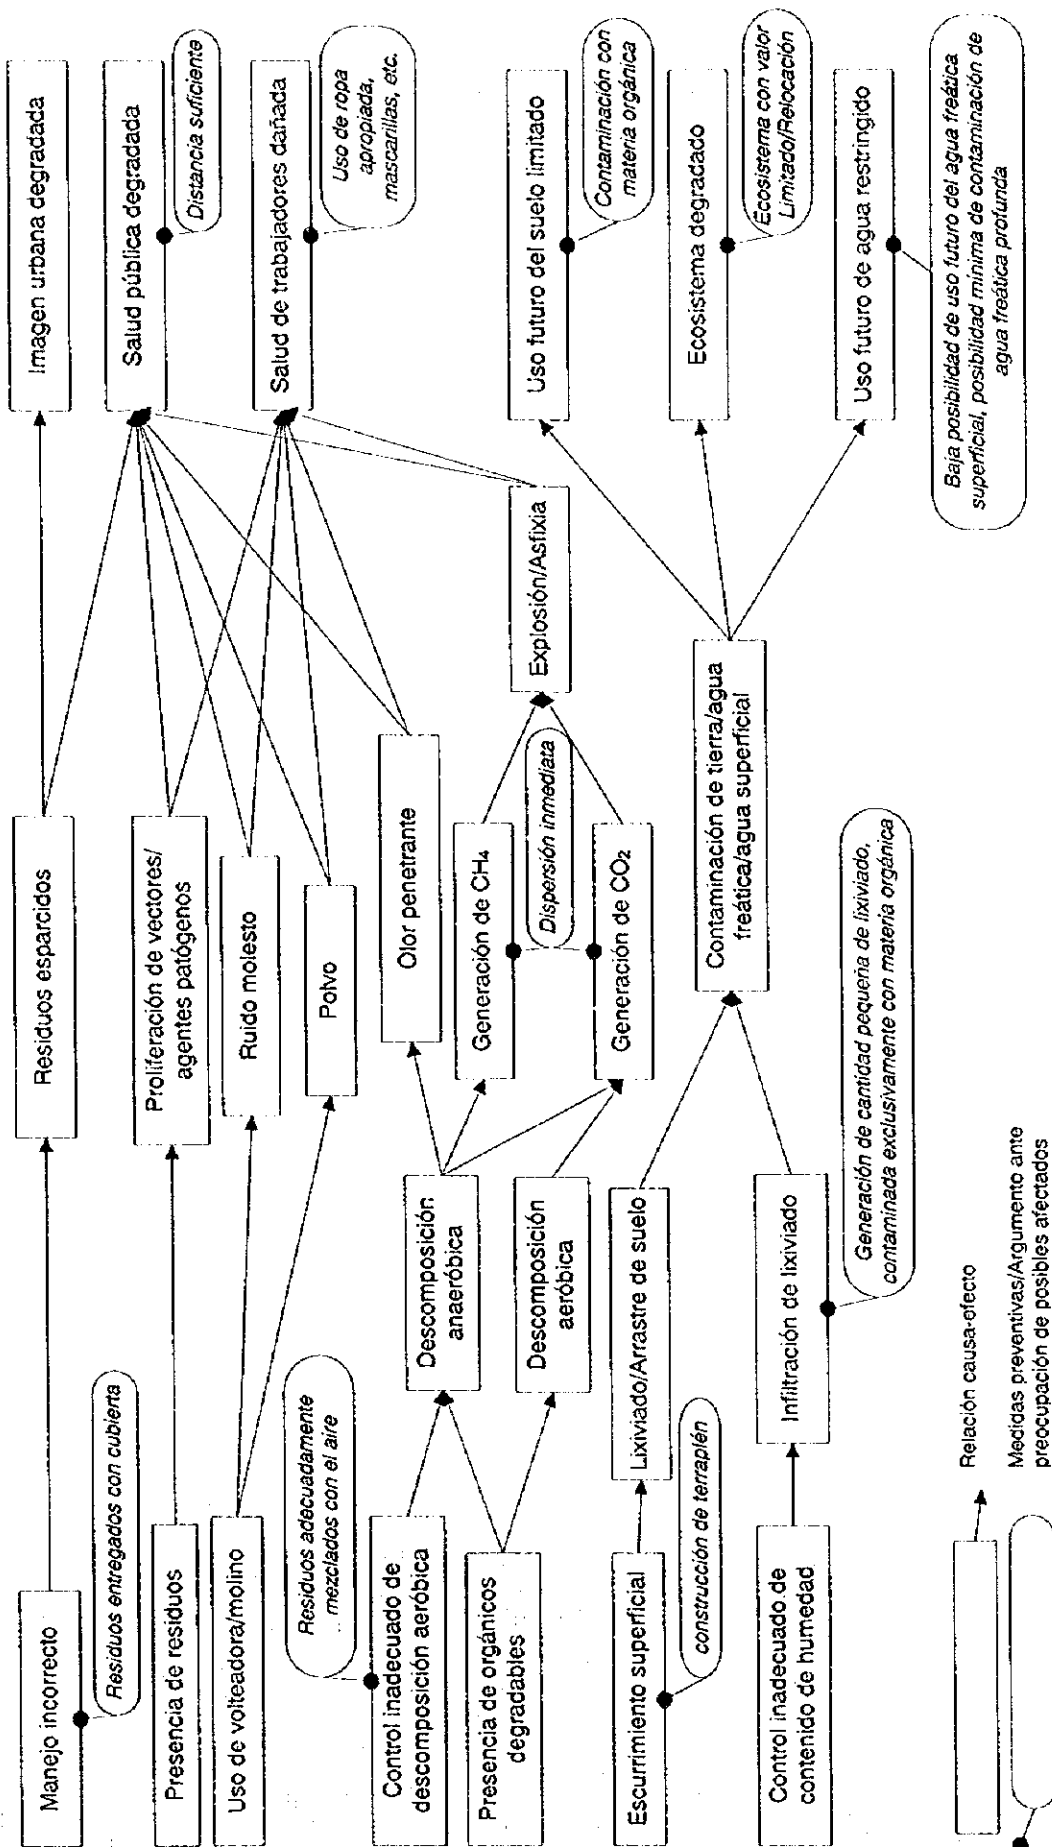 Manejo incorrecto
Residuos entregados con cubierta
Presencia de residuos
Uso de volteadora/molino
Residuos adecuadamente
mezclados con el aire
Control inadecuado de
descomposición aeróbica
Presencia de orgánicos
degradables
Escurrimiento superficial
construcción de terraplén
Control inadecuado de
contenido de humedad
Descomposición
anaeróbica
Descomposición
aeróbica
Lixiviado/Arrastre de suelo
Infiltración de lixiviado
Generación de cantidad pequeña de lixiviado,
contaminada exclusivamente con materia orgánica
Residuos esparcidos
Proliferación de vectores/
agentes patógenos
Ruido molesto
Polvo
Olor penetrante
Generación de CH₄
Dispersión inmediata
Generación de CO₂
Explosión/Asfixia
Contaminación de tierra/agua
freática/agua superficial
Imagen urbana degradada
Salud pública degradada
Distancia suficiente
Salud de trabajadores dañada
Uso de ropa
apropiada,
mascarillas, etc.
Uso futuro del suelo limitado
Contaminación con
materia orgánica
Ecosistema degradado
Ecosistema con valor
Limitado/Relocación
Uso futuro de agua restringido
Baja posibilidad de uso futuro del agua freática
superficial, posibilidad mínima de contaminación de
agua freática profunda
Relación causa-efecto
Medidas preventivas/Argumento ante
preocupación de posibles afectados